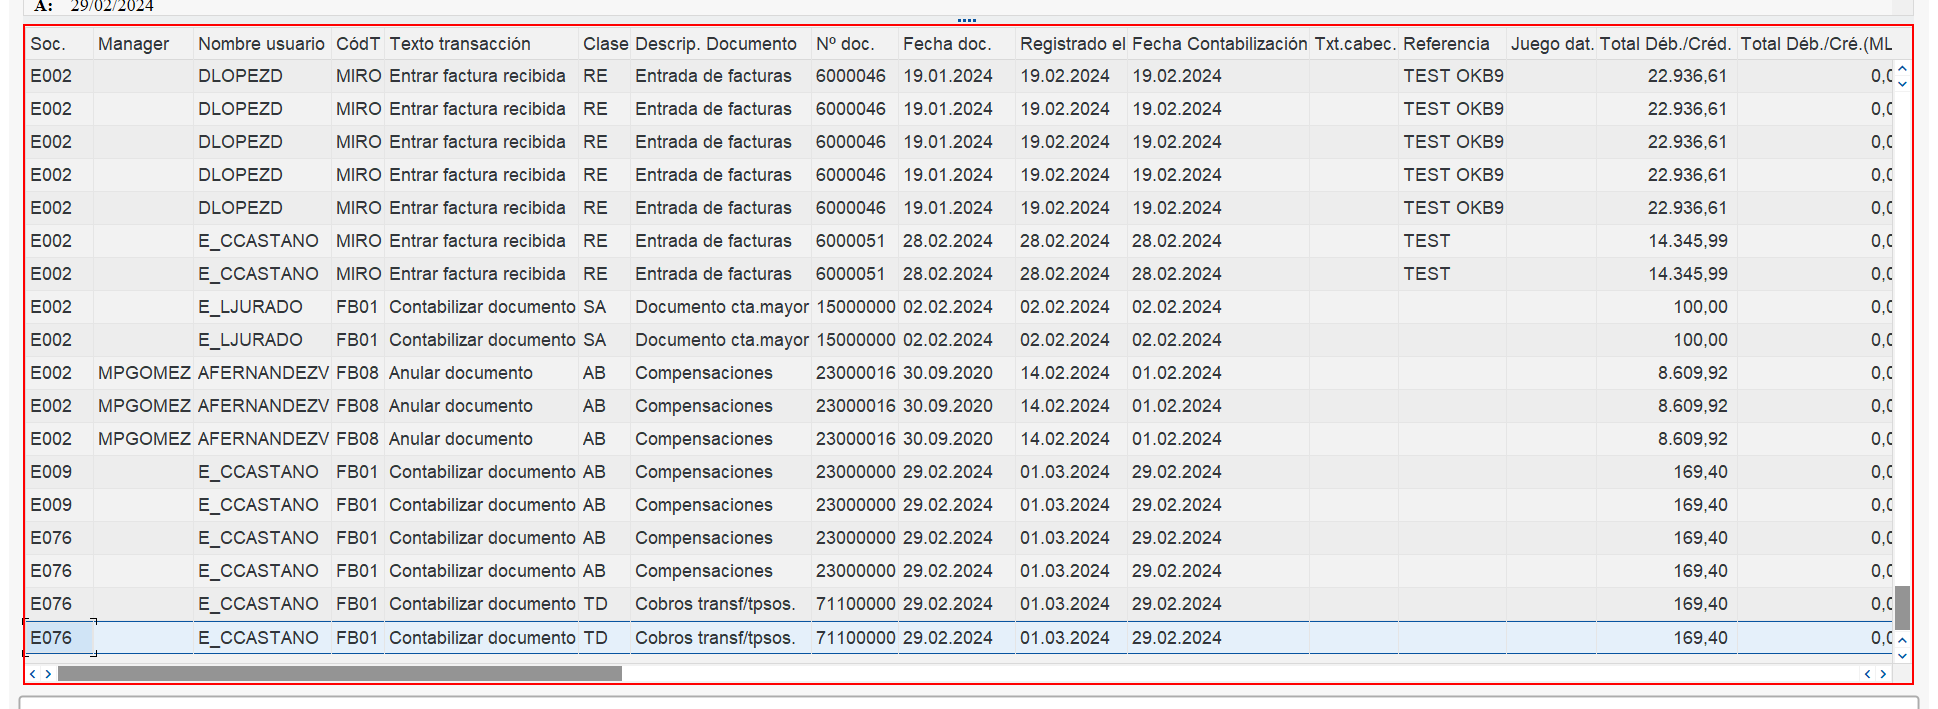 A: 29/02/2024
Soc. Manager Nombre usuario CódT Texto transacción Clase Descrip. Documento Nº doc. Fecha doc. Registrado el Fecha Contabilización Txt.cabec. Referencia Juego dat. Total Déb./Créd. Total Déb./Cré.(ML
E002 DLOPEZD MIRO Entrar factura recibida RE Entrada de facturas 6000046 19.01.2024 19.02.2024 19.02.2024 TEST OKB9 22.936,61 0,0
E002 DLOPEZD MIRO Entrar factura recibida RE Entrada de facturas 6000046 19.01.2024 19.02.2024 19.02.2024 TEST OKB9 22.936,61 0,0
E002 DLOPEZD MIRO Entrar factura recibida RE Entrada de facturas 6000046 19.01.2024 19.02.2024 19.02.2024 TEST OKB9 22.936,61 0,0
E002 DLOPEZD MIRO Entrar factura recibida RE Entrada de facturas 6000046 19.01.2024 19.02.2024 19.02.2024 TEST OKB9 22.936,61 0,0
E002 DLOPEZD MIRO Entrar factura recibida RE Entrada de facturas 6000046 19.01.2024 19.02.2024 19.02.2024 TEST OKB9 22.936,61 0,0
E002 E_CCASTANO MIRO Entrar factura recibida RE Entrada de facturas 6000051 28.02.2024 28.02.2024 28.02.2024 TEST 14.345,99 0,0
E002 E_CCASTANO MIRO Entrar factura recibida RE Entrada de facturas 6000051 28.02.2024 28.02.2024 28.02.2024 TEST 14.345,99 0,0
E002 E_LJURADO FB01 Contabilizar documento SA Documento cta.mayor 15000000 02.02.2024 02.02.2024 02.02.2024 100,00 0,0
E002 E_LJURADO FB01 Contabilizar documento SA Documento cta.mayor 15000000 02.02.2024 02.02.2024 02.02.2024 100,00 0,0
E002 MPGOMEZ AFERNANDEZV FB08 Anular documento AB Compensaciones 23000016 30.09.2020 14.02.2024 01.02.2024 8.609,92 0,0
E002 MPGOMEZ AFERNANDEZV FB08 Anular documento AB Compensaciones 23000016 30.09.2020 14.02.2024 01.02.2024 8.609,92 0,0
E002 MPGOMEZ AFERNANDEZV FB08 Anular documento AB Compensaciones 23000016 30.09.2020 14.02.2024 01.02.2024 8.609,92 0,0
E009 E_CCASTANO FB01 Contabilizar documento AB Compensaciones 23000000 29.02.2024 01.03.2024 29.02.2024 169,40 0,0
E009 E_CCASTANO FB01 Contabilizar documento AB Compensaciones 23000000 29.02.2024 01.03.2024 29.02.2024 169,40 0,0
E076 E_CCASTANO FB01 Contabilizar documento AB Compensaciones 23000000 29.02.2024 01.03.2024 29.02.2024 169,40 0,0
E076 E_CCASTANO FB01 Contabilizar documento AB Compensaciones 23000000 29.02.2024 01.03.2024 29.02.2024 169,40 0,0
E076 E_CCASTANO FB01 Contabilizar documento TD Cobros transf/tpsos. 71100000 29.02.2024 01.03.2024 29.02.2024 169,40 0,0
E076 E_CCASTANO FB01 Contabilizar documento TD Cobros transf/tpsos. 71100000 29.02.2024 01.03.2024 29.02.2024 169,40 0,0